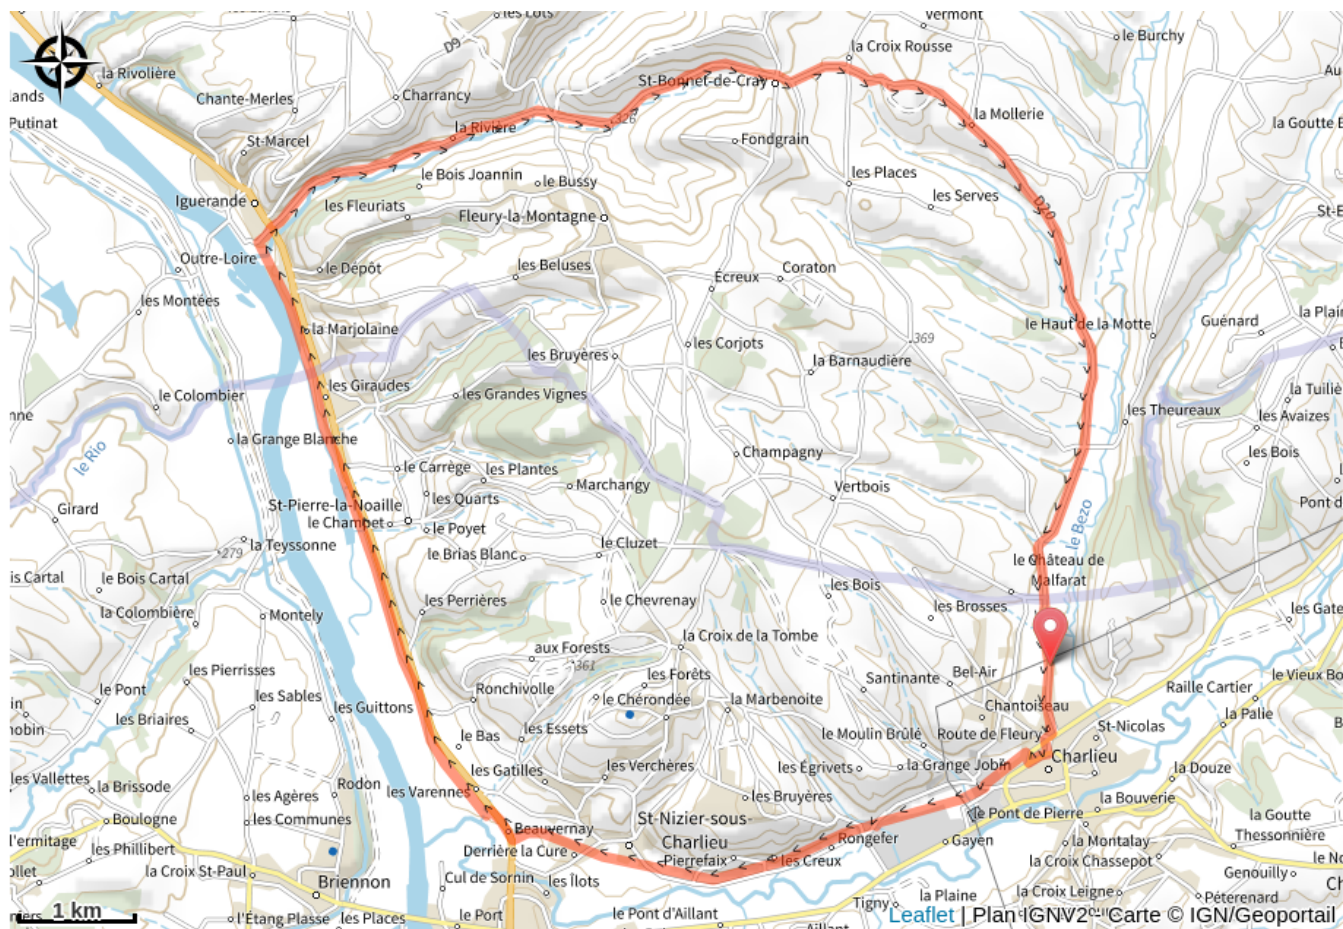 les Lots
Vermont
le Burchy
la Croix Rousse
D9
la Rivolière
St-Bonnet-de-Cray
Chante-Merles
Charrancy
lands
Putinat
la Mollerie
326
la Rivière
la Goutte
St-Marcel
Fondgrain
le Bois Joannin
le Bussy
les Places
les Serves
Iguerande
les Fleuriats
Fleury-la-Montagne
D20
Outre-Loire
le Dépôt
les Beluses
Écreux
Coraton
les Montées
la Marjolaine
le Haut de la Motte
Guénard
369
les Corjots
les Bruyères
la Barnaudière
les Giraudes
le Colombier
les Grandes Vignes
les Theureaux
les Avaizes
la Grange Blanche
le Rio
Champagny
les Bois
le Carrège
les Plantes
Marchangy
Vertbois
les Quarts
St-Pierre-la-Noaille
Girard
le Chambet
le Poyet
le Bezo
la Teyssonne
279
le Cluzet
le Brias Blanc
le Château de
Malfarat
is Cartal
le Bois Cartal
les Bois
les Perrières
le Chevrenay
les Brosses
la Colombière
Montely
la Croix de la Tombe
aux Forests
361
les Pierrisses
les Forêts
Santinante
Bel-Air
le Pont
Ronchivolle
le Chérondée
la Marbenoite
Raille Cartier
les Sables
les Guittons
Chantoiseau
la Palie
les Briaires
St-Nicolas
les Essets
le Moulin Brûlé
Route de Fleury
le Bas
Charlieu
les Gatilles
les Verchères
les Égrivets
la Grange Jobin
la Douze
les Vallettes
la Brissode
Rodon
les Varennes
les Agères
les Bruyères
la Bouverie
Boulogne
les Communes
St-Nizier-sous-
Charlieu
le Pont de Pierre
la Goutte
Beauvernay
Thessonnière
l'ermitage
les Phillibert
Derrière la Cure
Pierrefaix
les Creux
Rongefer
Gayen
la Montalay
la Croix Chassepot
la Croix St-Paul
Cul de Sornin
les Îlots
Genouilly
Briennon
la Plaine
la Croix Leigne
Péterenard
Tigny
1 km
l'Étang Plasse
les Places
le Port
le Pont d'Aillant
Leaflet | Plan IGNV2 - Carte © IGN/Geoportail